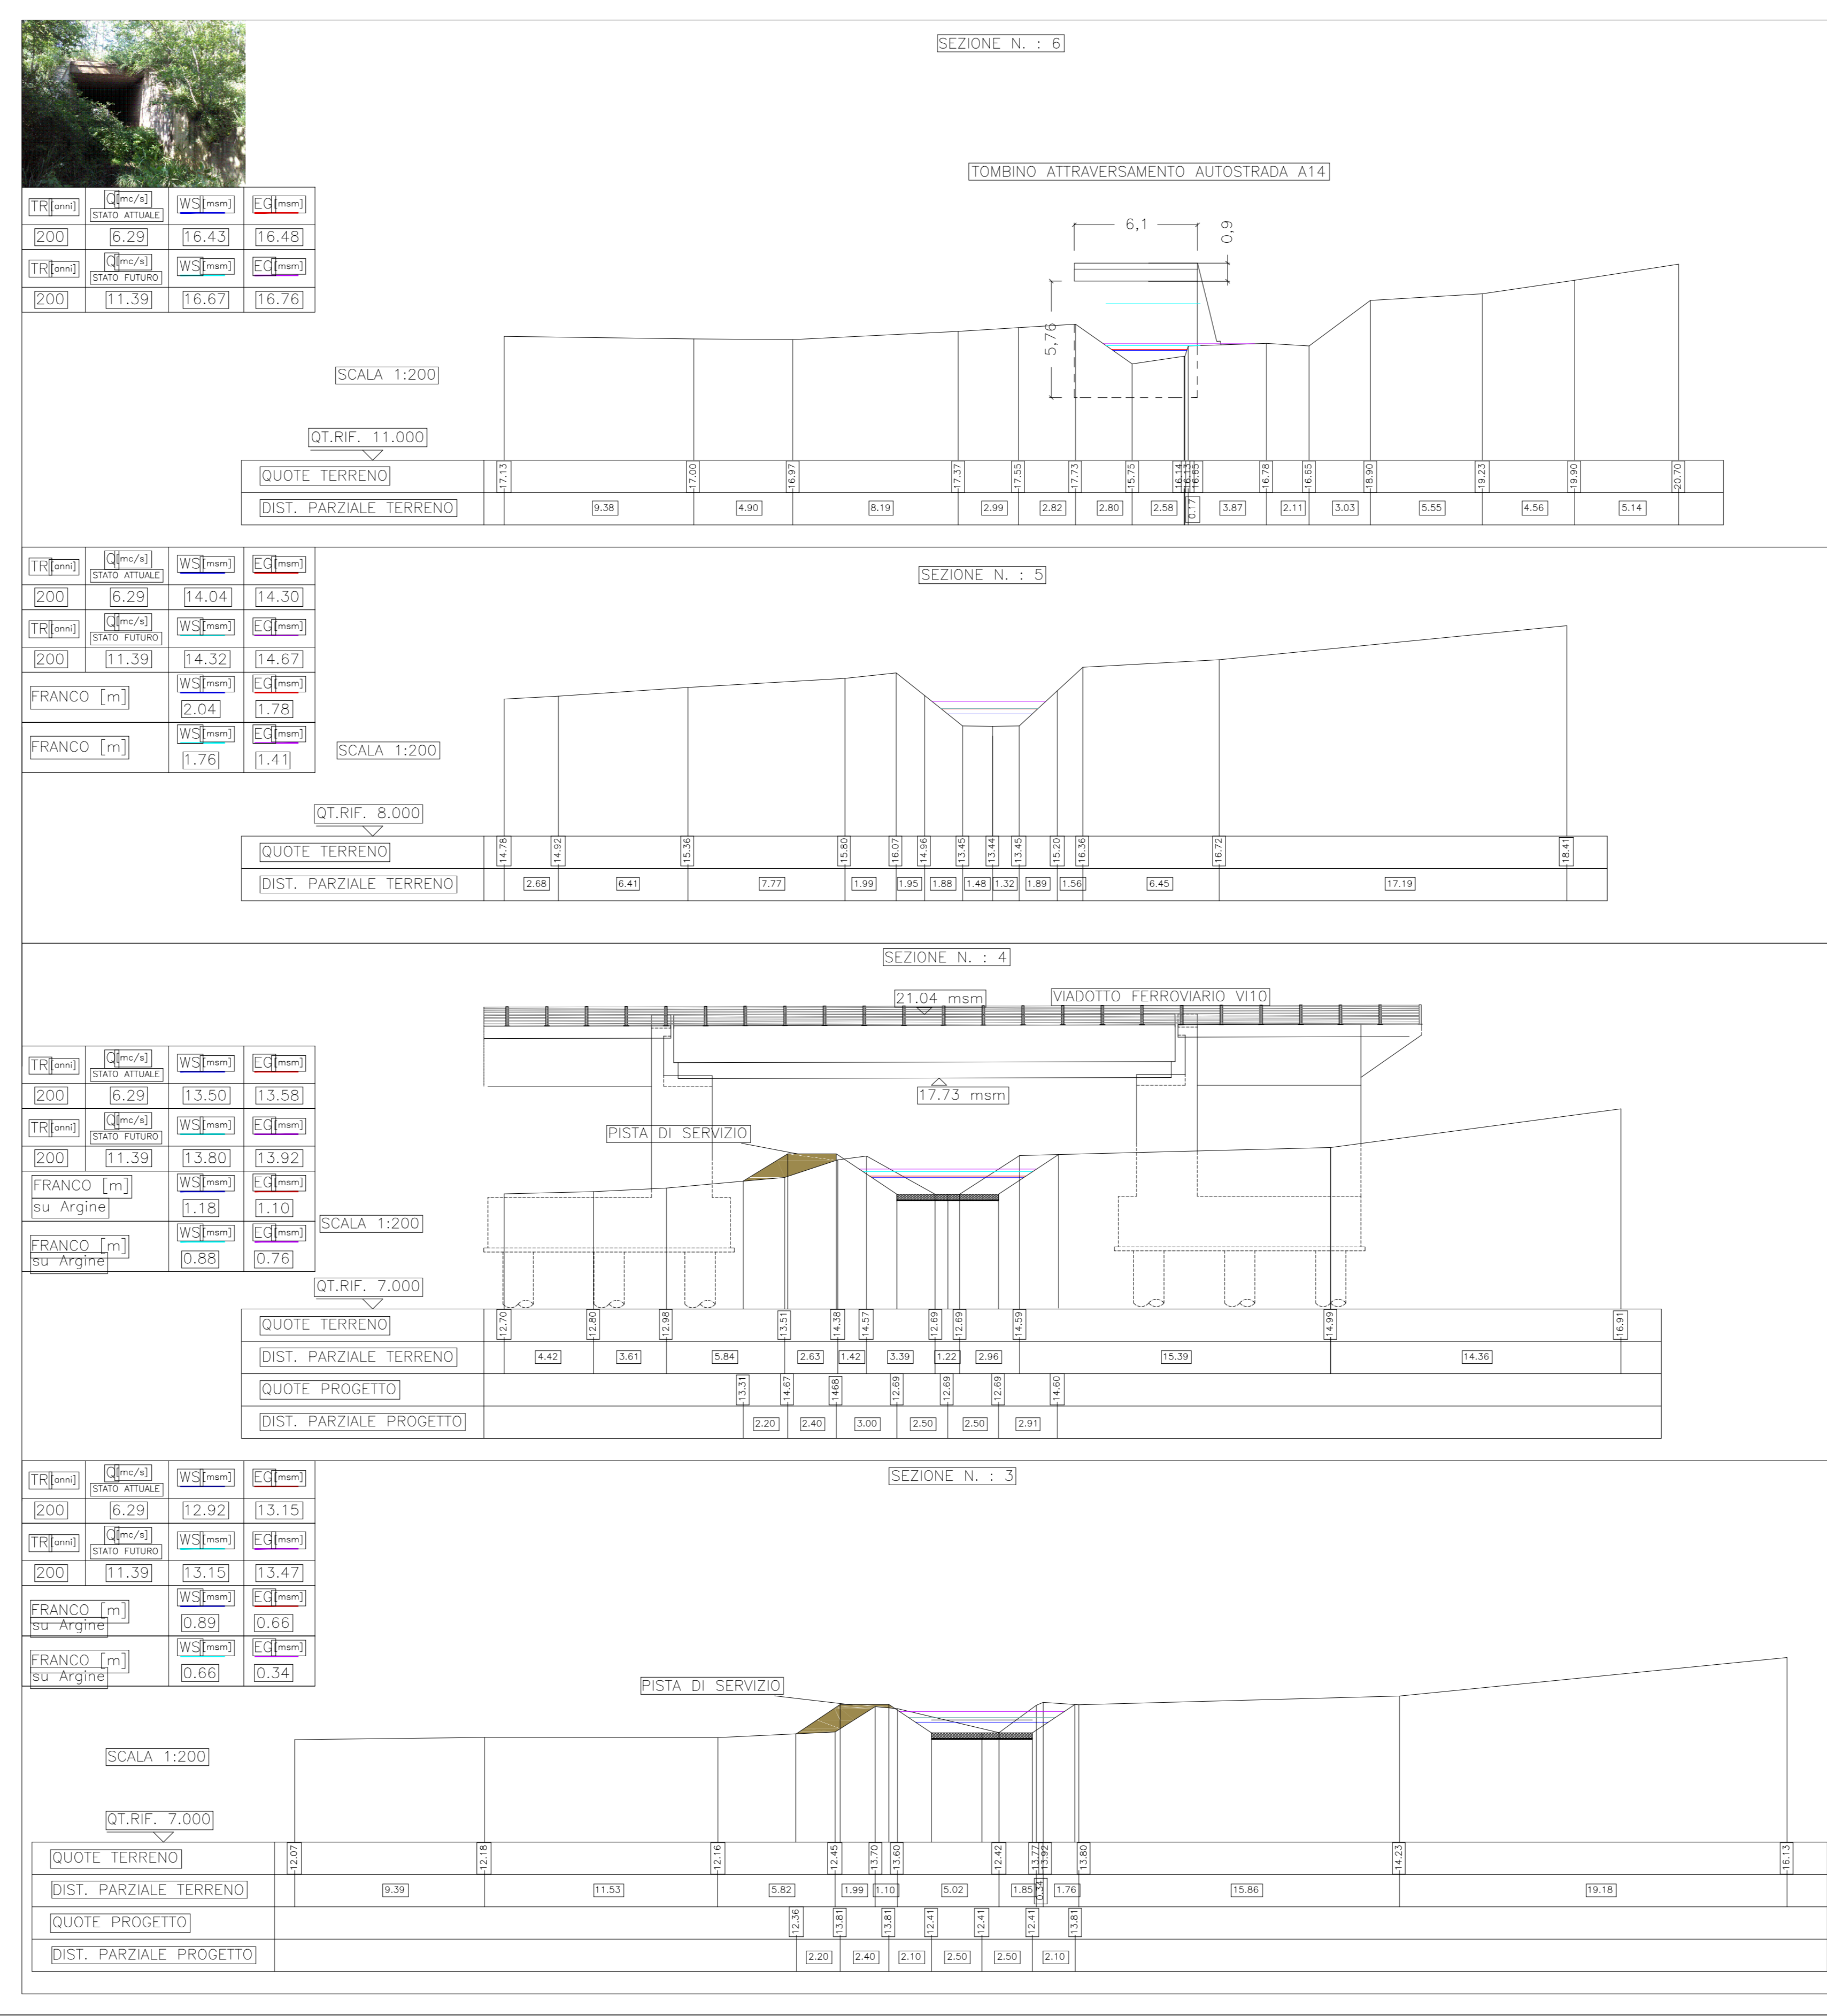 SEZIONE N. : 6
TOMBINO ATTRAVERSAMENTO AUTOSTRADA A14
TR[anni] Q[mc/s] STATO ATTUALE WS[msm] EG[msm]
200 6.29 16.43 16.48
TR[anni] Q[mc/s] STATO FUTURO WS[msm] EG[msm]
200 11.39 16.67 16.76
6,1
0,9
5,76
SCALA 1:200
QT.RIF. 11.000
QUOTE TERRENO 17.13 17.00 16.97 17.37 17.55 17.73 15.75 16.14 16.13 16.65 16.78 16.65 18.90 19.23 19.90 20.70
DIST. PARZIALE TERRENO 9.38 4.90 8.19 2.99 2.82 2.80 2.58 0.17 3.87 2.11 3.03 5.55 4.56 5.14
SEZIONE N. : 5
TR[anni] Q[mc/s] STATO ATTUALE WS[msm] EG[msm]
200 6.29 14.04 14.30
TR[anni] Q[mc/s] STATO FUTURO WS[msm] EG[msm]
200 11.39 14.32 14.67
FRANCO [m] WS[msm] EG[msm]
2.04 1.78
FRANCO [m] WS[msm] EG[msm]
1.76 1.41
SCALA 1:200
QT.RIF. 8.000
QUOTE TERRENO 14.78 14.92 15.36 15.80 16.07 14.96 13.45 13.44 13.45 15.20 16.36 16.72 18.41
DIST. PARZIALE TERRENO 2.68 6.41 7.77 1.99 1.95 1.88 1.48 1.32 1.89 1.56 6.45 17.19
SEZIONE N. : 4
21.04 msm
VIADOTTO FERROVIARIO VI10
17.73 msm
PISTA DI SERVIZIO
TR[anni] Q[mc/s] STATO ATTUALE WS[msm] EG[msm]
200 6.29 13.50 13.58
TR[anni] Q[mc/s] STATO FUTURO WS[msm] EG[msm]
200 11.39 13.80 13.92
FRANCO [m] WS[msm] EG[msm]
su Argine 1.18 1.10
FRANCO [m] WS[msm] EG[msm]
su Argine 0.88 0.76
SCALA 1:200
QT.RIF. 7.000
QUOTE TERRENO 12.70 12.80 12.98 13.51 14.38 14.57 12.69 12.69 14.59 14.99 16.91
DIST. PARZIALE TERRENO 4.42 3.61 5.84 2.63 1.42 3.39 1.22 2.96 15.39 14.36
QUOTE PROGETTO 13.31 14.67 1468 12.69 12.69 12.69 14.60
DIST. PARZIALE PROGETTO 2.20 2.40 3.00 2.50 2.50 2.91
SEZIONE N. : 3
TR[anni] Q[mc/s] STATO ATTUALE WS[msm] EG[msm]
200 6.29 12.92 13.15
TR[anni] Q[mc/s] STATO FUTURO WS[msm] EG[msm]
200 11.39 13.15 13.47
FRANCO [m] WS[msm] EG[msm]
su Argine 0.89 0.66
FRANCO [m] WS[msm] EG[msm]
su Argine 0.66 0.34
PISTA DI SERVIZIO
SCALA 1:200
QT.RIF. 7.000
QUOTE TERRENO 12.07 12.18 12.16 12.45 13.70 13.60 12.42 13.77 13.92 13.80 14.23 16.13
DIST. PARZIALE TERRENO 9.39 11.53 5.82 1.99 1.10 5.02 1.85 0.34 1.76 15.86 19.18
QUOTE PROGETTO 12.36 13.81 13.81 12.41 12.41 12.41 13.81
DIST. PARZIALE PROGETTO 2.20 2.40 2.10 2.50 2.50 2.10